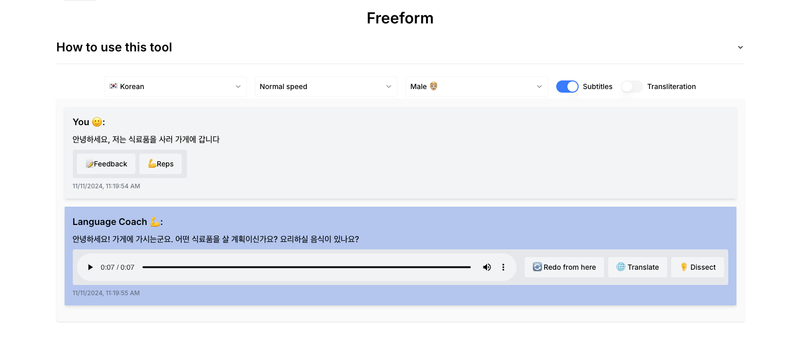 Freeform
How to use this tool
🇰🇷 Korean
Normal speed
Male 👨🏼
Subtitles
Transliteration
You 🙂:
안녕하세요, 저는 식료품을 사러 가게에 갑니다
📝Feedback
💪Reps
11/11/2024, 11:19:54 AM
Language Coach 💪:
안녕하세요! 가게에 가시는군요. 어떤 식료품을 살 계획이신가요? 요리하실 음식이 있나요?
0:07 / 0:07
🔄 Redo from here
🌐 Translate
💡 Dissect
11/11/2024, 11:19:55 AM